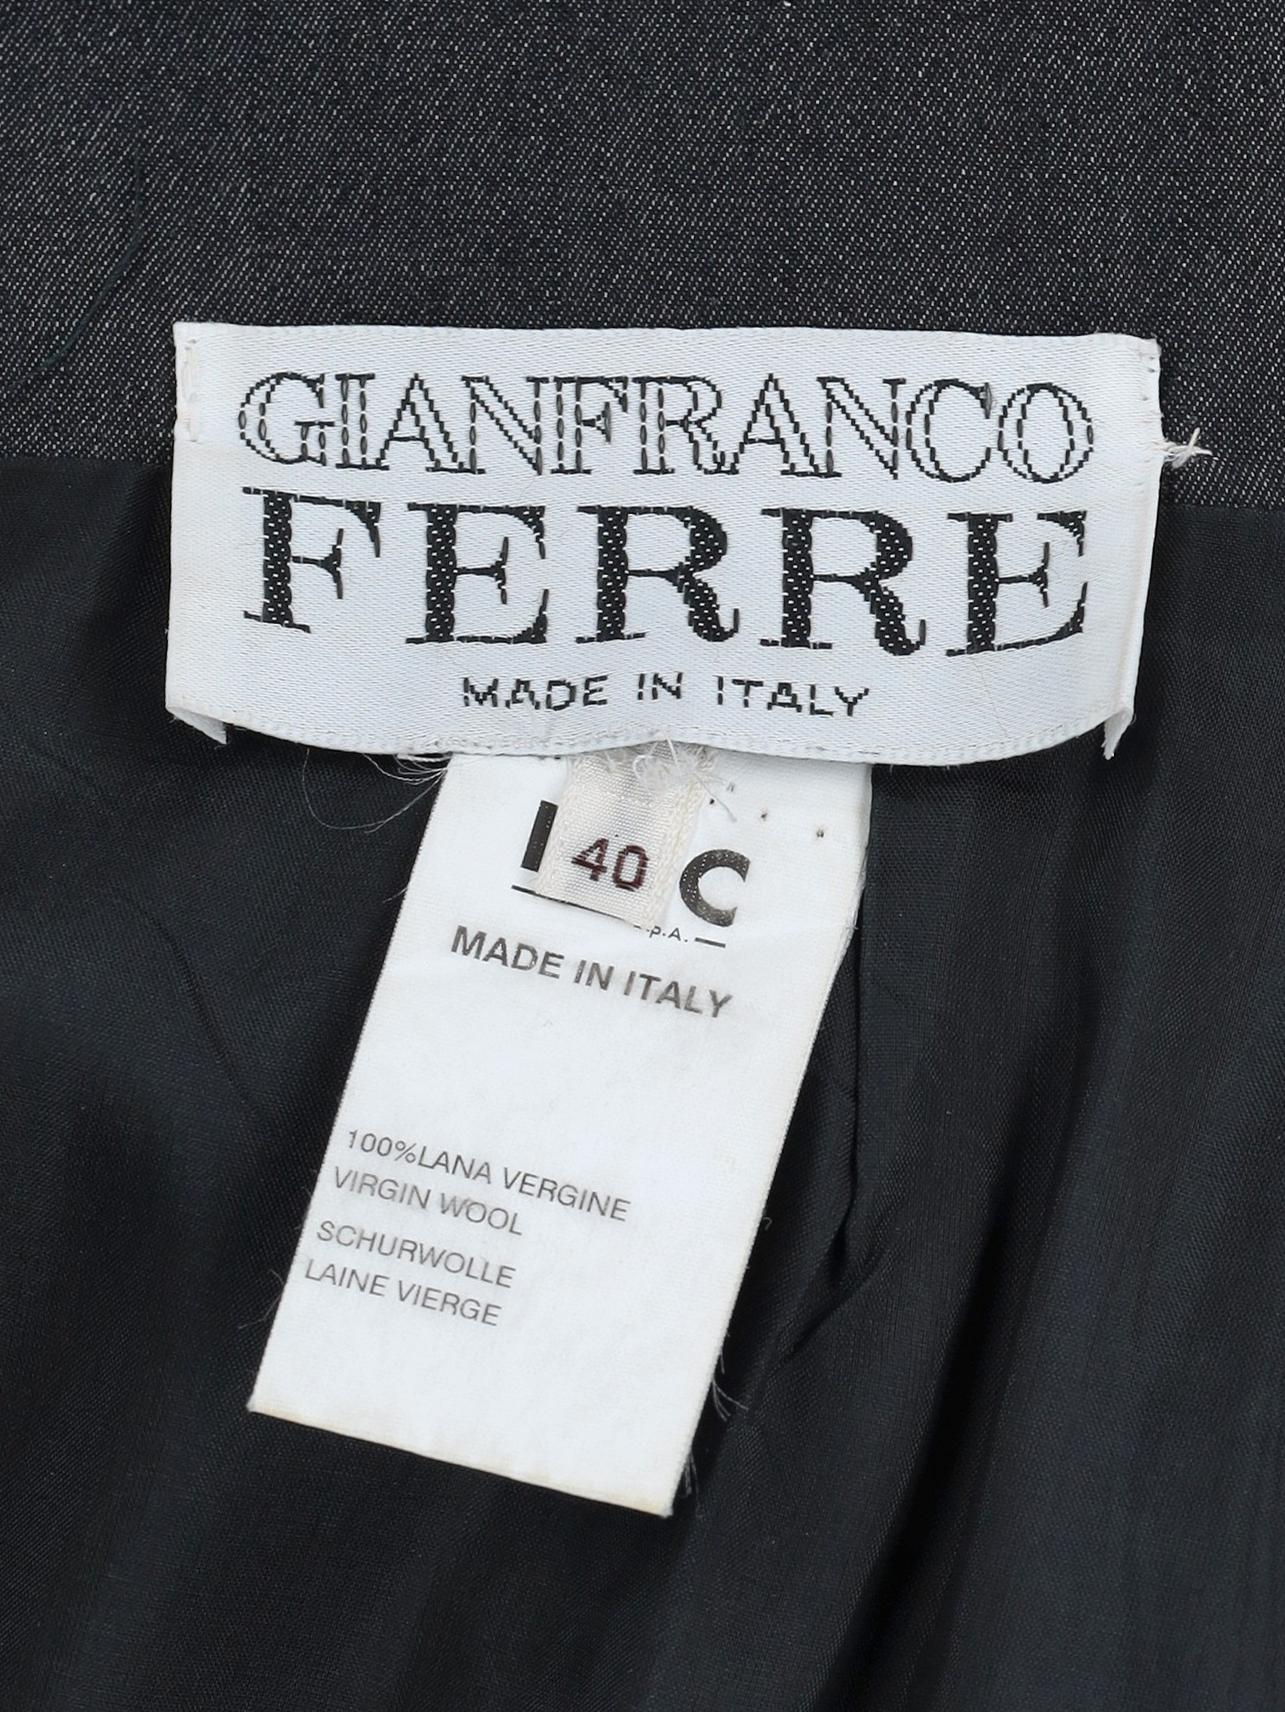 GIANFRANCO
FERRE
MADE IN ITALY
40
C
MADE IN ITALY
100%LANA VERGINE
VIRGIN WOOL
SCHURWOLLE
LAINE VIERGE